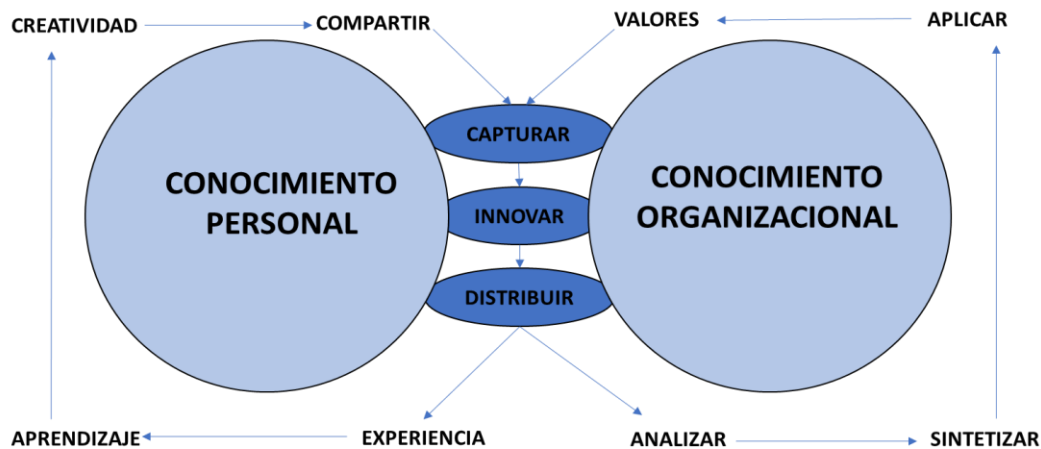 CREATIVIDAD
COMPARTIR
VALORES
APLICAR
CAPTURAR
CONOCIMIENTO
PERSONAL
INNOVAR
CONOCIMIENTO
ORGANIZACIONAL
DISTRIBUIR
APRENDIZAJE
EXPERIENCIA
ANALIZAR
SINTETIZAR